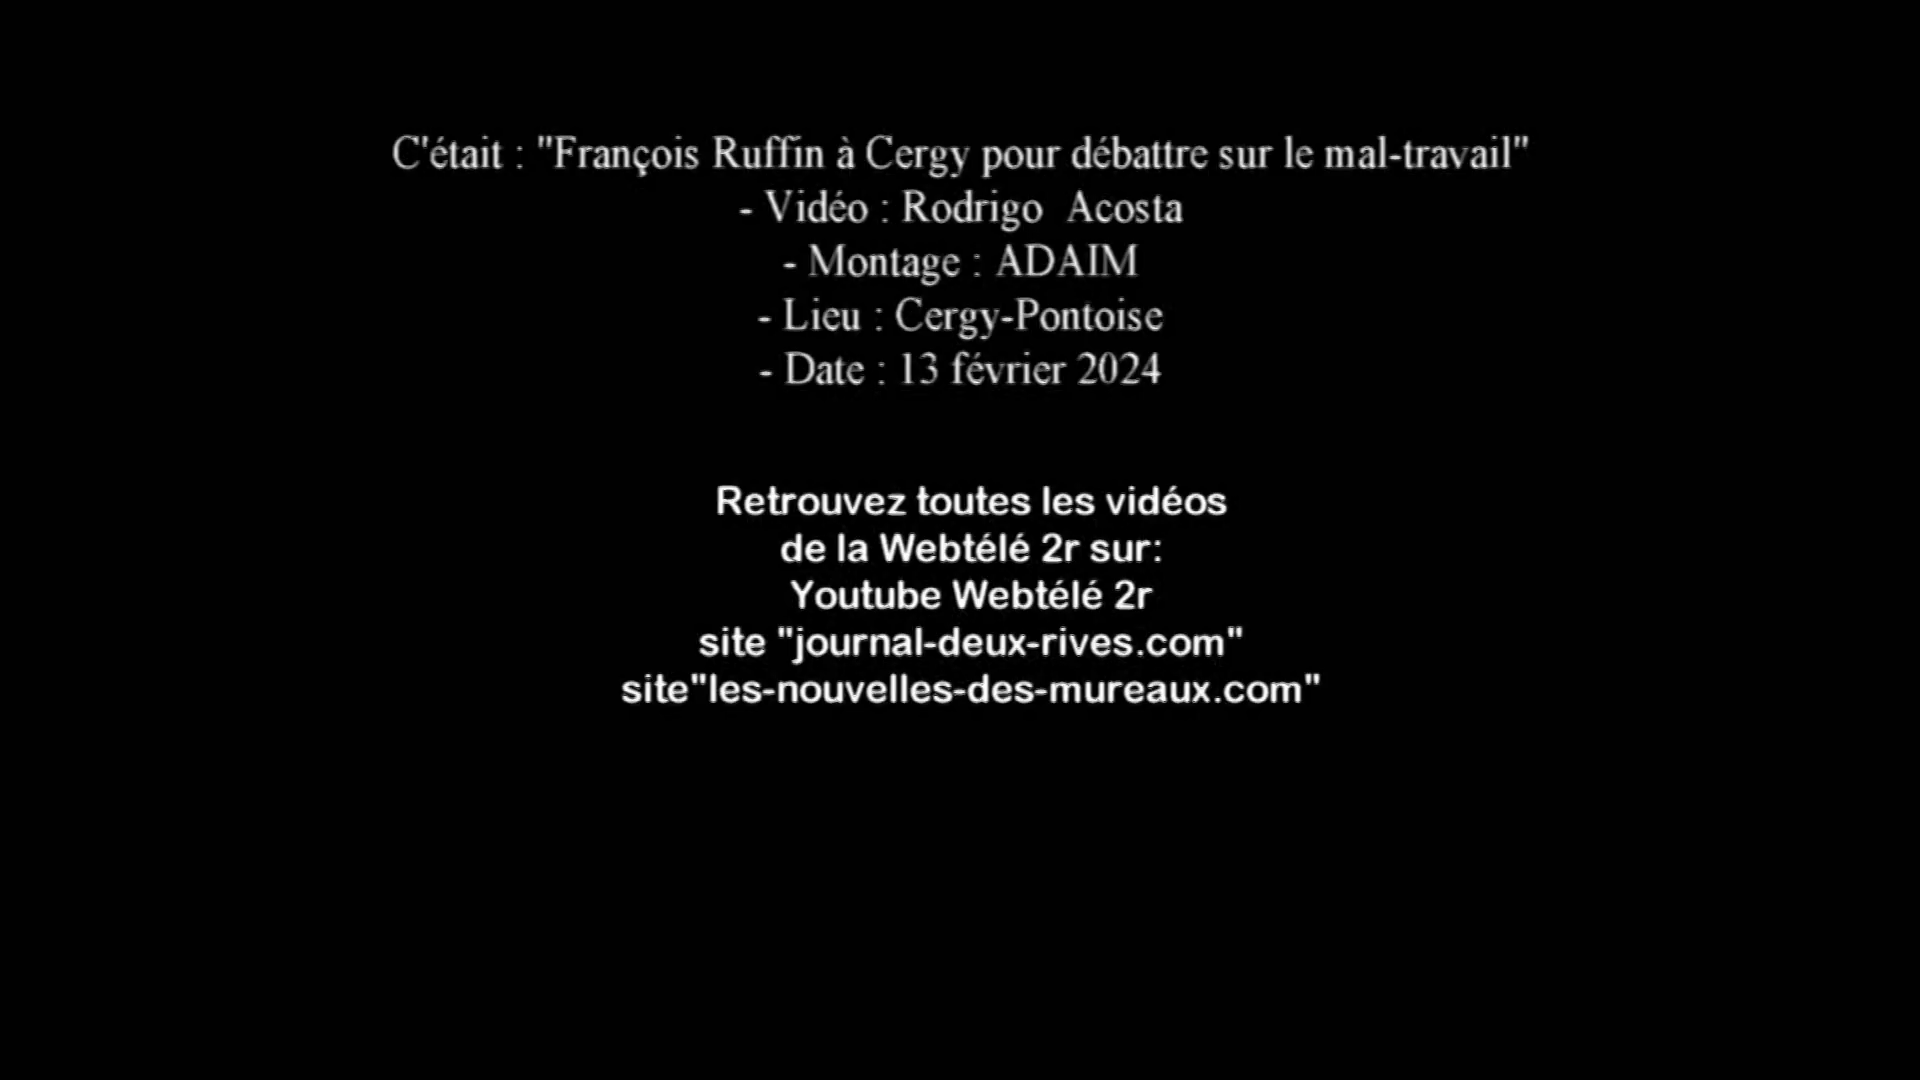 C'était : "François Ruffin à Cergy pour débattre sur le mal-travail"
- Vidéo : Rodrigo  Acosta
- Montage : ADAIM
- Lieu : Cergy-Pontoise
- Date : 13 février 2024
Retrouvez toutes les vidéos
de la Webtélé 2r sur:
Youtube Webtélé 2r
site "journal-deux-rives.com"
site"les-nouvelles-des-mureaux.com"